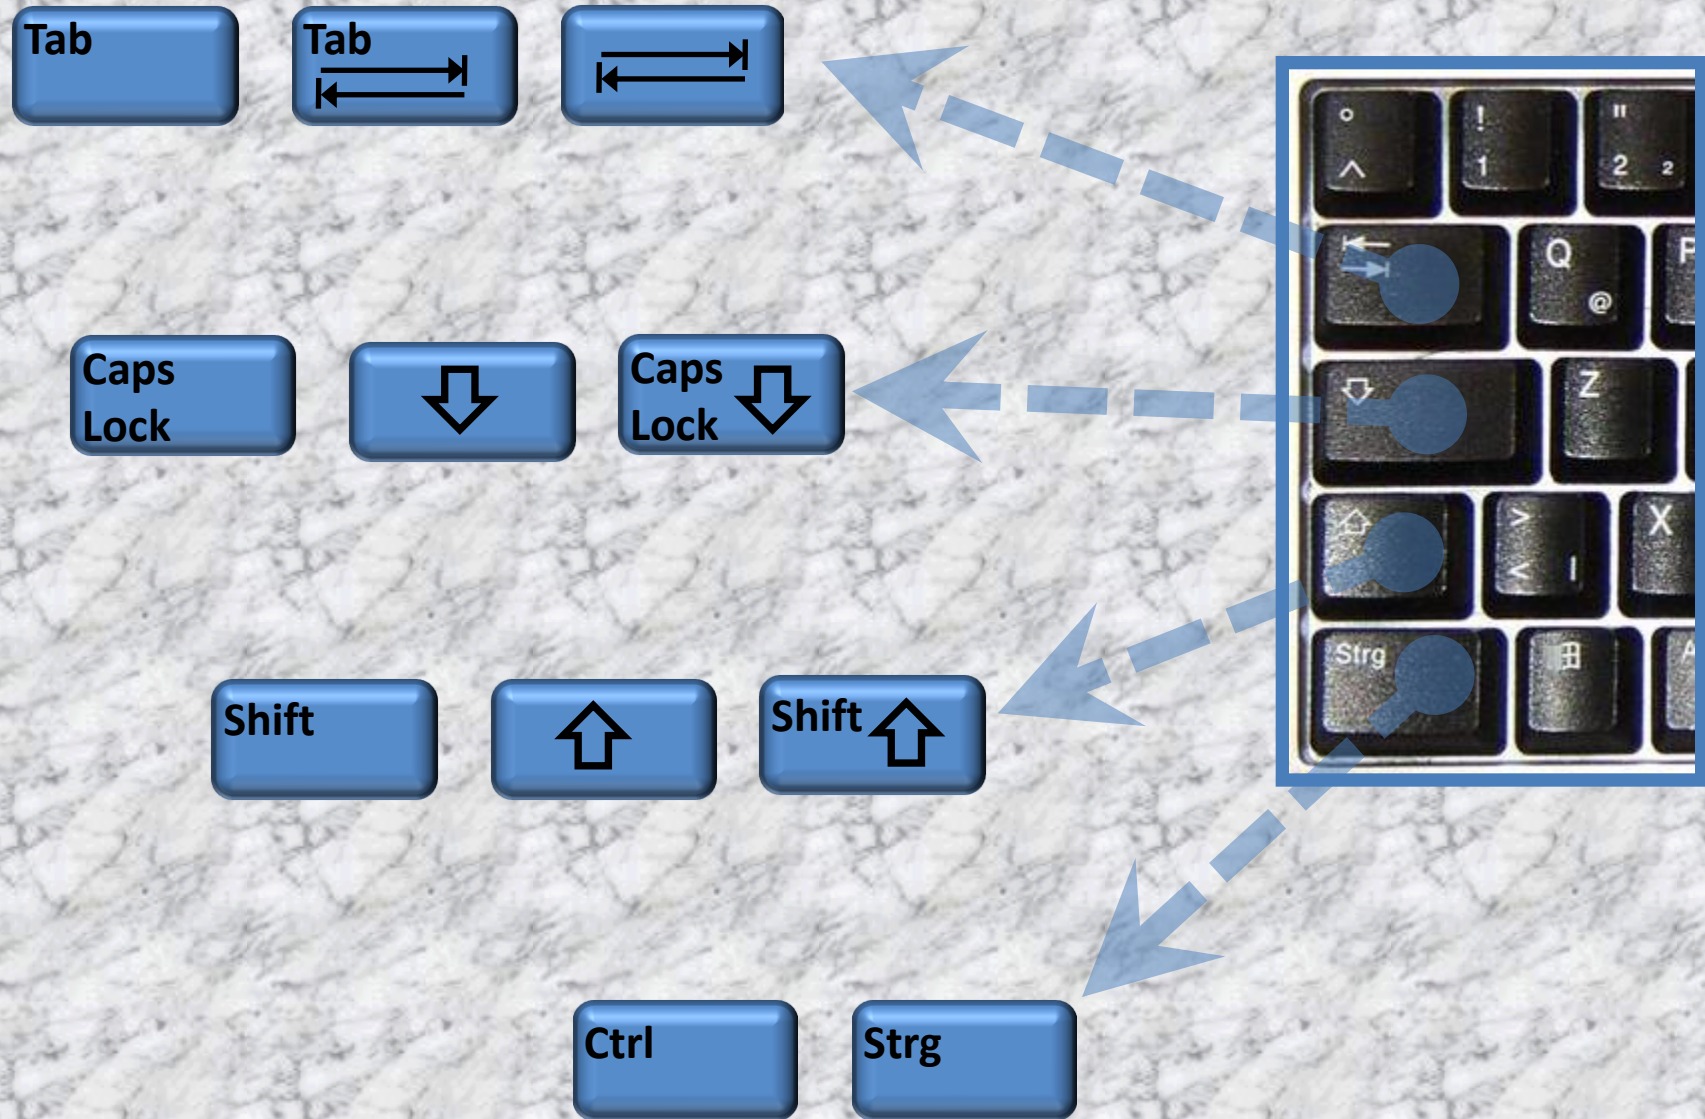 Tab
Tab
° ! "
^ 1 2 ²
Q
@
Caps
Lock
Caps
Lock
Z
>
< |
X
Shift
Shift
Strg
Ctrl
Strg